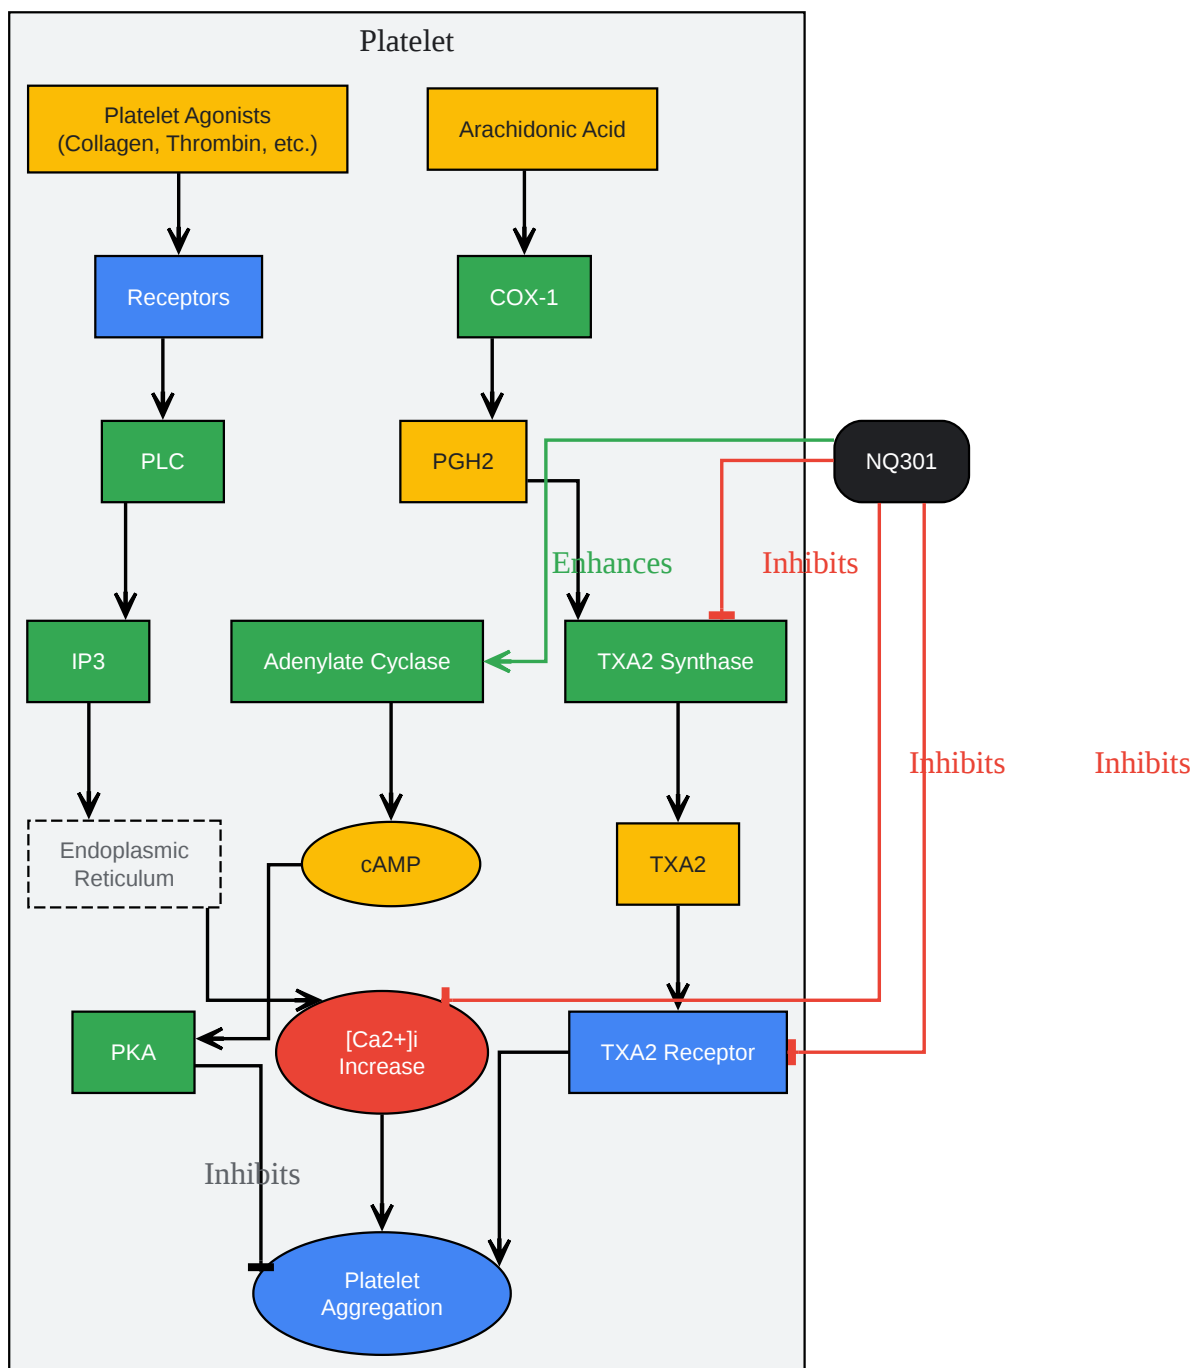 Platelet
Platelet Agonists
(Collagen, Thrombin, etc.)
Arachidonic Acid
Receptors
COX-1
PLC
PGH2
NQ301
Enhances
Inhibits
IP3
Adenylate Cyclase
TXA2 Synthase
Inhibits
Inhibits
Endoplasmic
Reticulum
cAMP
TXA2
PKA
[Ca2+]i
Increase
TXA2 Receptor
Inhibits
Platelet
Aggregation